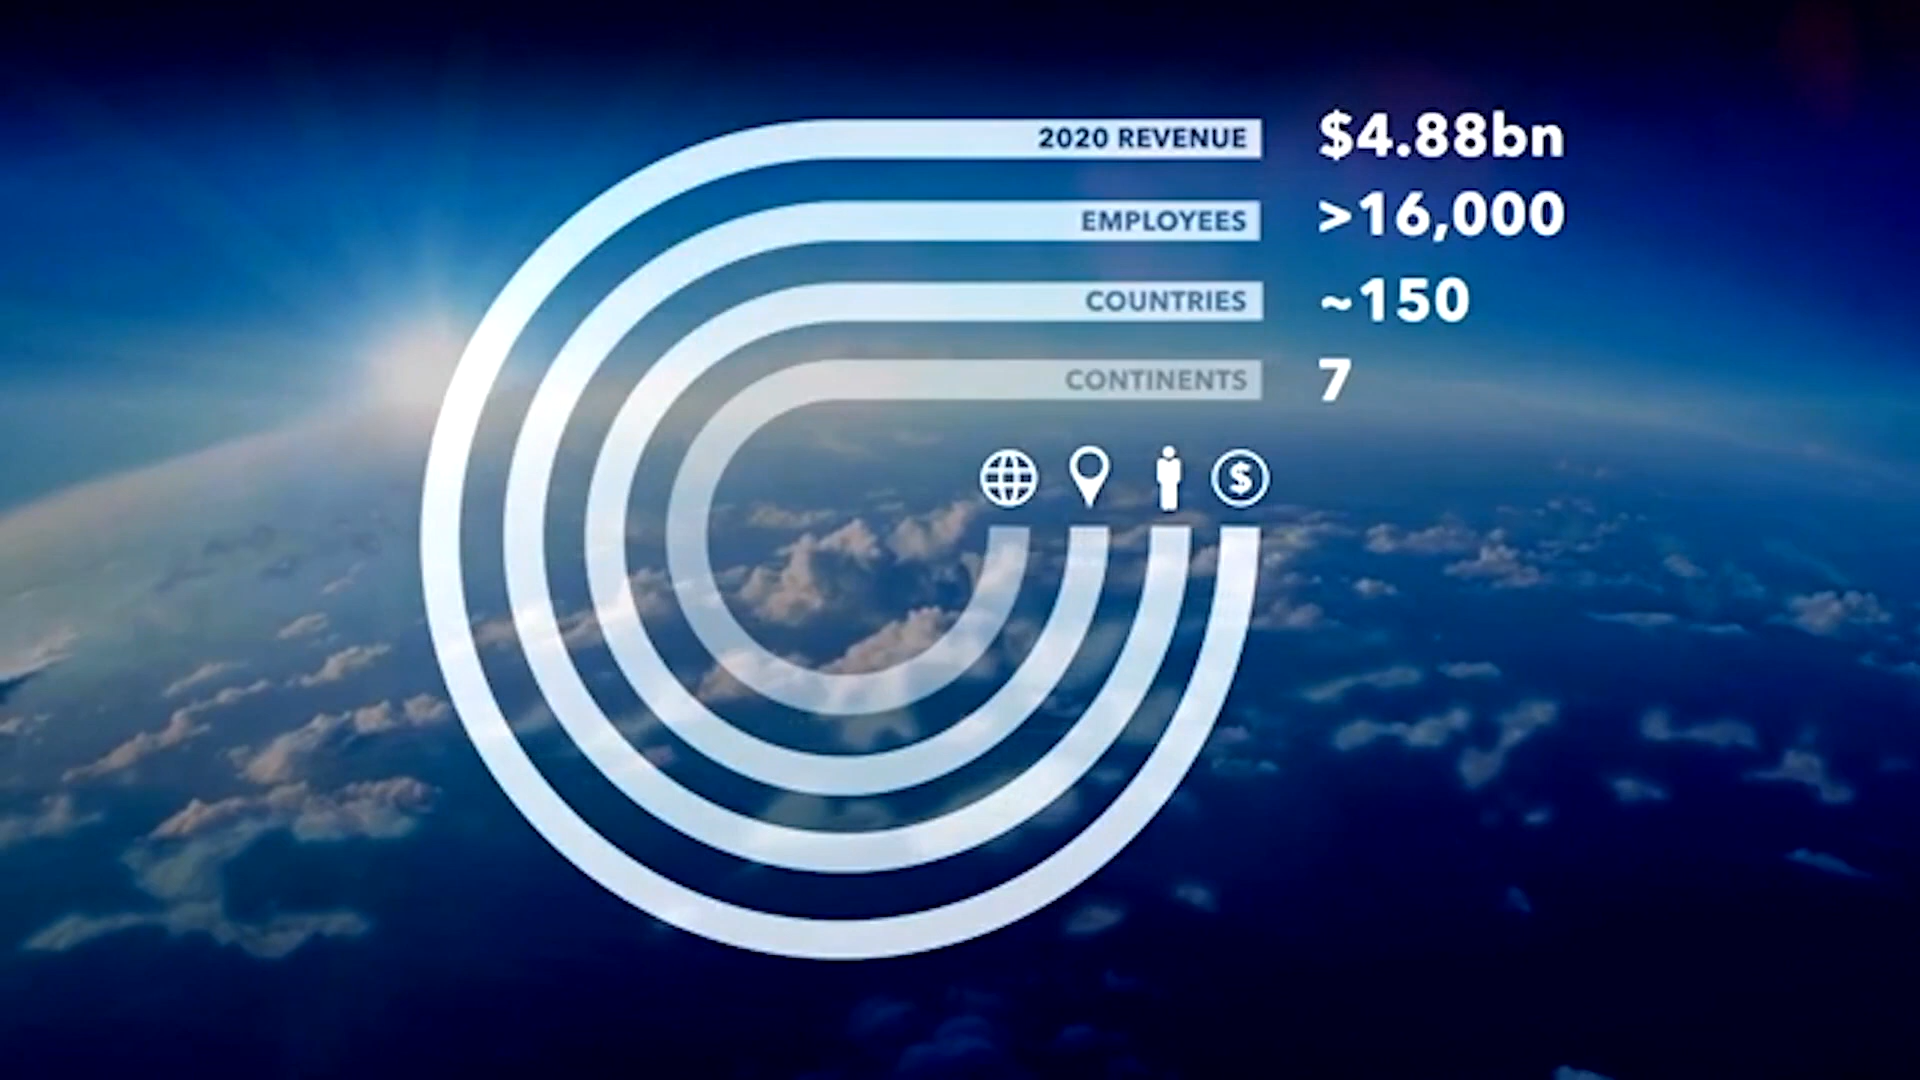 2020 REVENUE $4.88bn
EMPLOYEES >16,000
COUNTRIES ~150
CONTINENTS 7
$